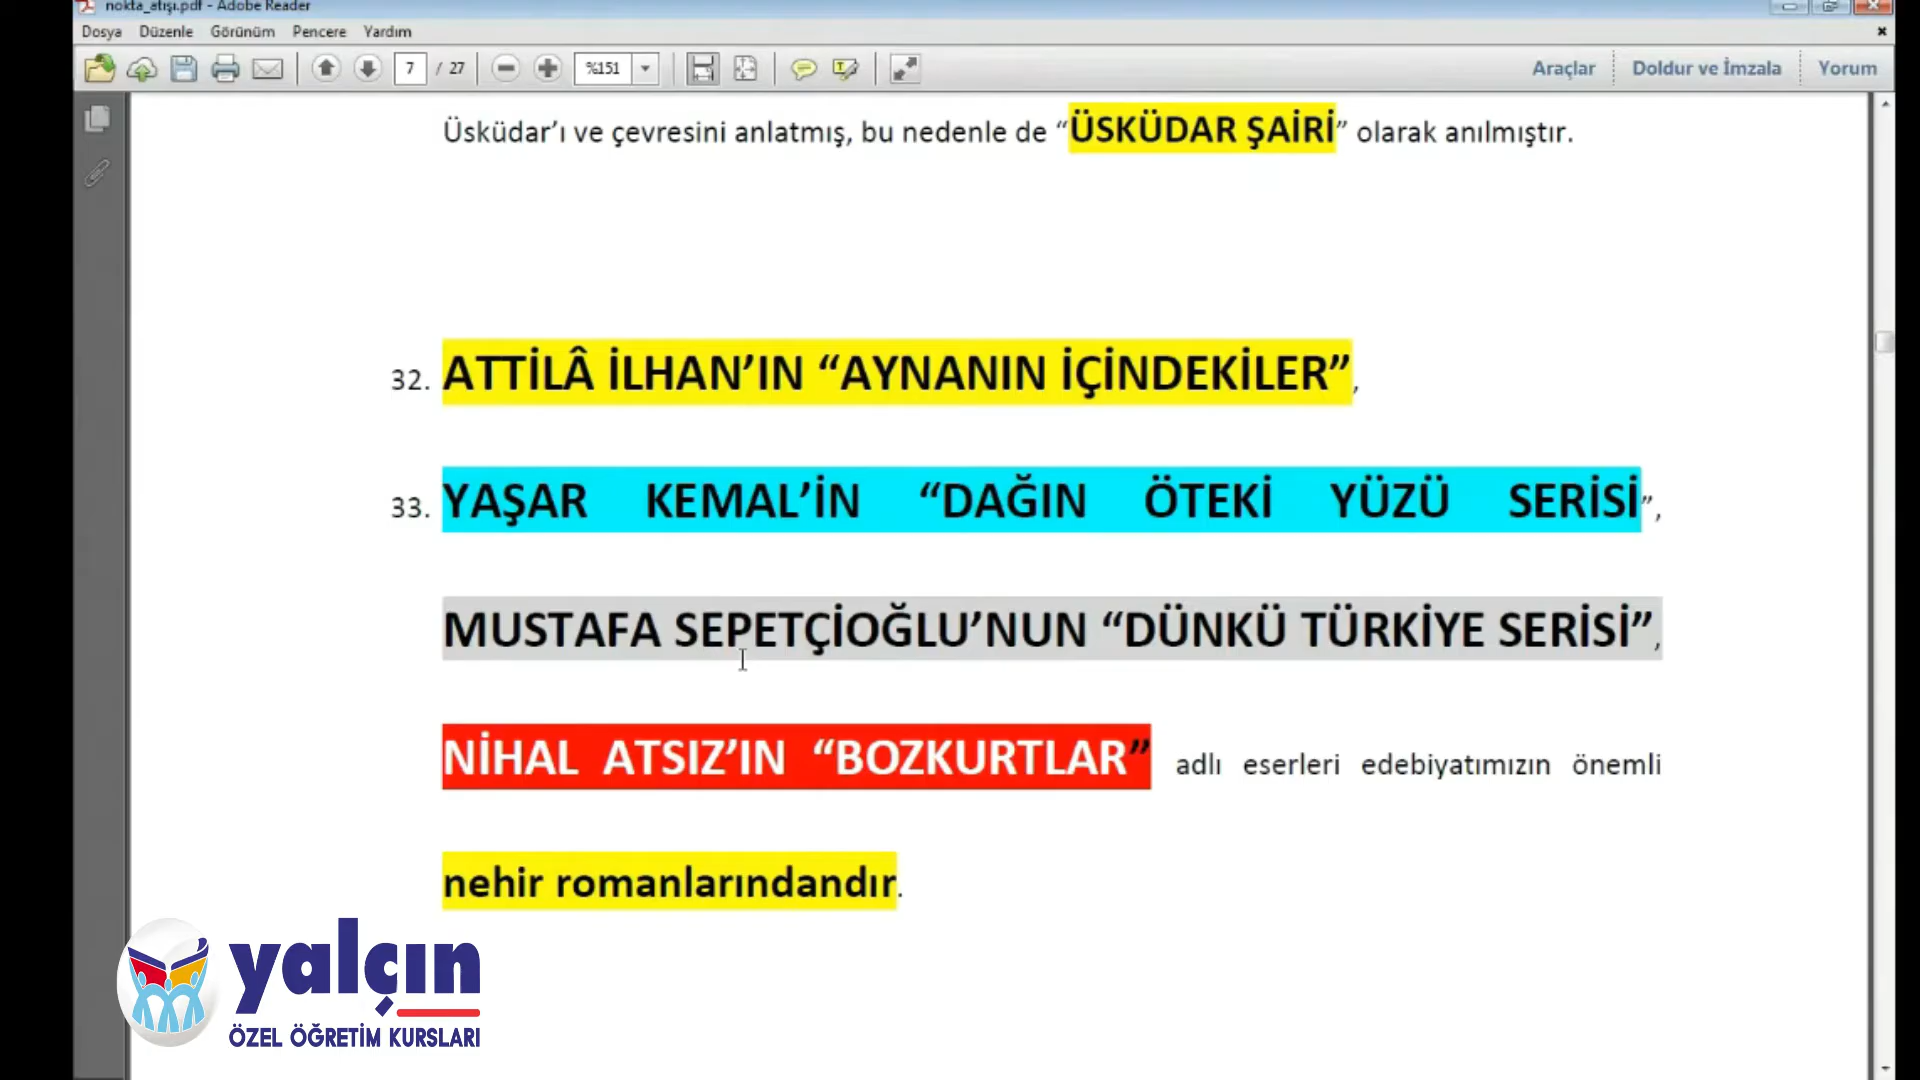 nokta_atışı.pdf - Adobe Reader
Dosya Düzenle Görünüm Pencere Yardım
7 / 27 %151 Araçlar Doldur ve İmzala Yorum
Üsküdar’ı ve çevresini anlatmış, bu nedenle de “ÜSKÜDAR ŞAİRİ” olarak anılmıştır.
32. ATTİLÂ İLHAN’IN “AYNANIN İÇİNDEKİLER”,
33. YAŞAR KEMAL’İN “DAĞIN ÖTEKİ YÜZÜ SERİSİ”,
MUSTAFA SEPETÇİOĞLU’NUN “DÜNKÜ TÜRKİYE SERİSİ”,
NİHAL ATSIZ’IN “BOZKURTLAR” adlı eserleri edebiyatımızın önemli
nehir romanlarındandır.
yalçın
ÖZEL ÖĞRETİM KURSLARI